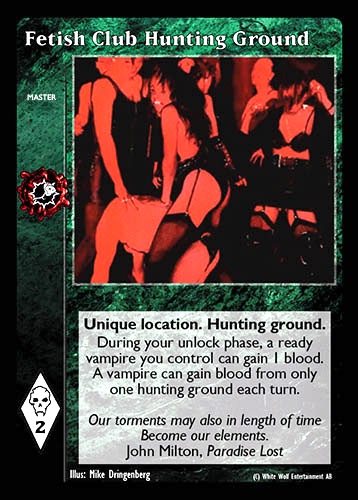 Fetish Club Hunting Ground
MASTER
Unique location. Hunting ground.
During your unlock phase, a ready
vampire you control can gain 1 blood.
A vampire can gain blood from only
one hunting ground each turn.
Our torments may also in length of time
Become our elements.
John Milton, Paradise Lost
2
Illus: Mike Dringenberg
(C) White Wolf Entertainment AB